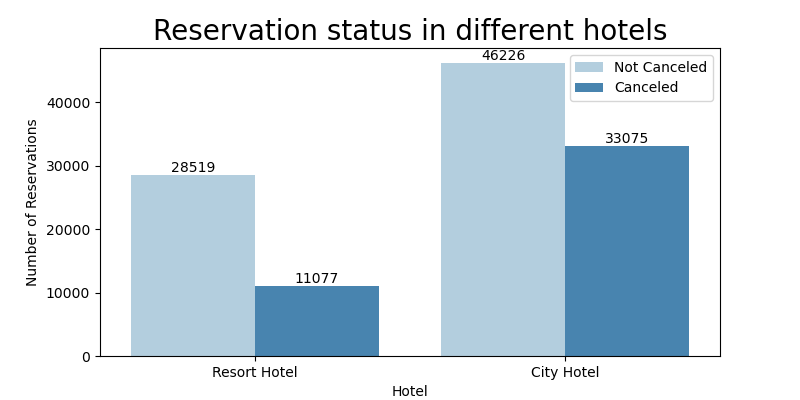 Reservation status in different hotels
46226
Not Canceled
Canceled
40000
33075
30000
28519
20000
11077
10000
0
Number of Reservations
Resort Hotel
City Hotel
Hotel